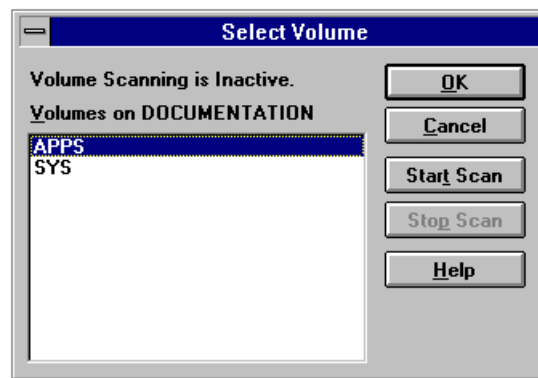 Select Volume
Volume Scanning is Inactive.
Volumes on DOCUMENTATION
APPS
SYS
OK
Cancel
Start Scan
Stop Scan
Help